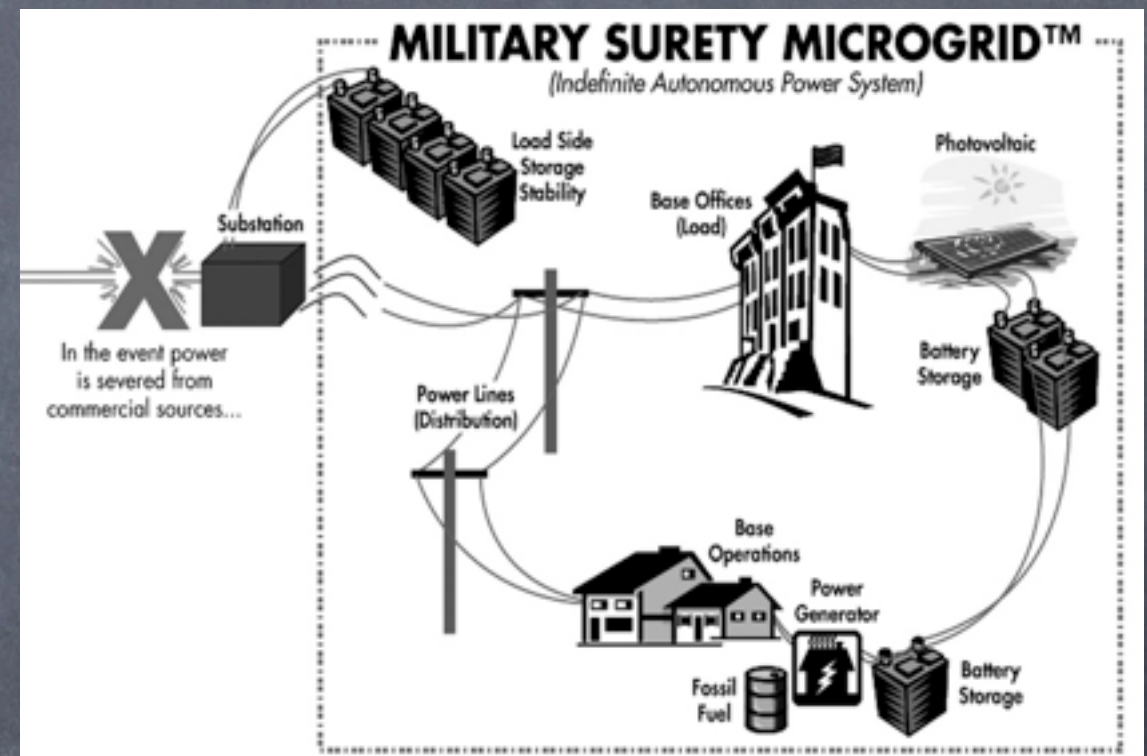 MILITARY SURETY MICROGRID™
(Indefinite Autonomous Power System)
Load Side
Storage
Stability
Photovoltaic
Base Offices
(Load)
Substation
In the event power
is severed from
commercial sources...
Battery
Storage
Power Lines
(Distribution)
Base
Operations
Power
Generator
Fossil
Fuel
Battery
Storage